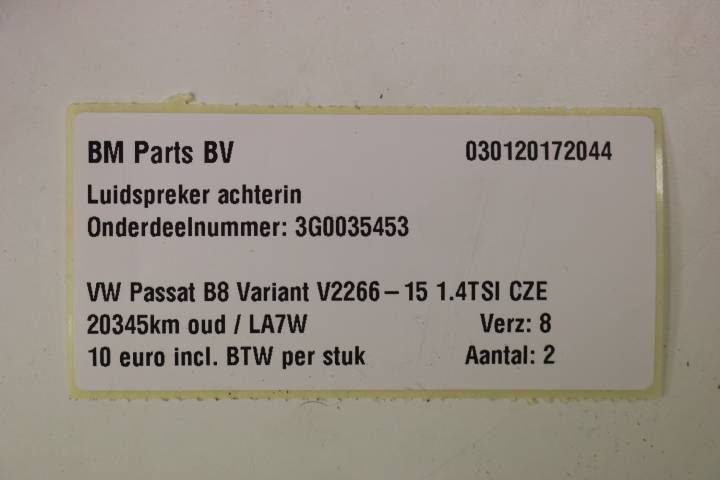 BM Parts BV 030120172044
Luidspreker achterin
Onderdeelnummer: 3G0035453
VW Passat B8 Variant V2266-15 1.4TSI CZE
20345km oud / LA7W Verz: 8
10 euro incl. BTW per stuk Aantal: 2